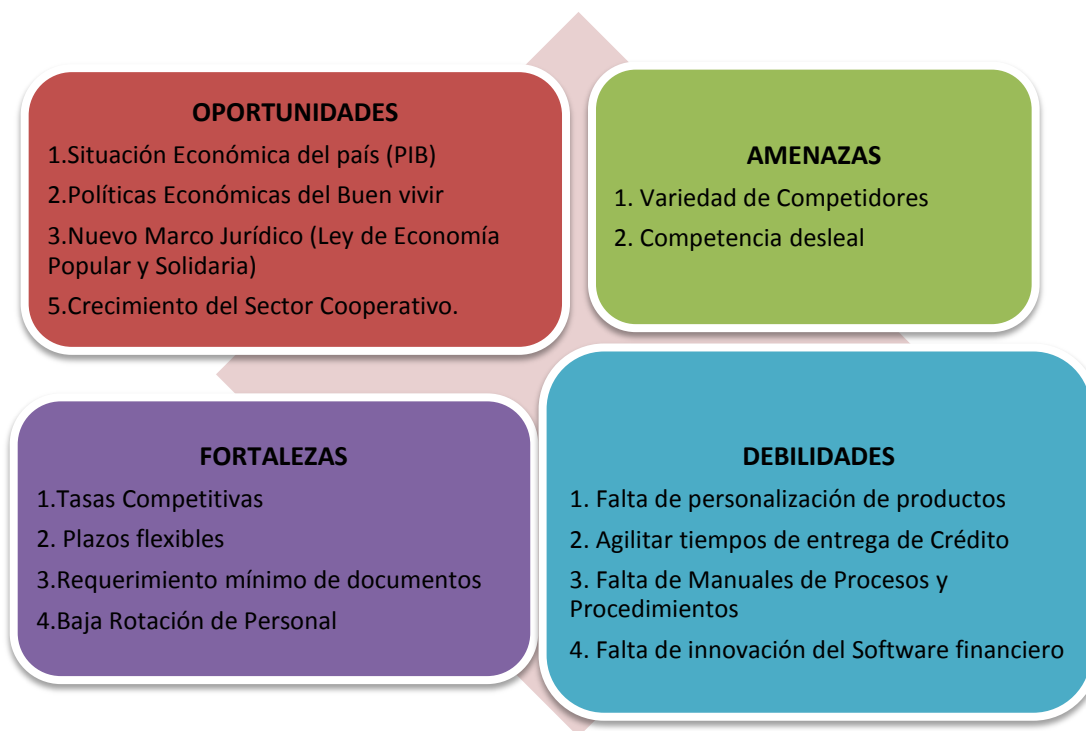 OPORTUNIDADES
1.Situación Económica del país (PIB)
2.Políticas Económicas del Buen vivir
3.Nuevo Marco Jurídico (Ley de Economía
Popular y Solidaria)
5.Crecimiento del Sector Cooperativo.
AMENAZAS
1. Variedad de Competidores
2. Competencia desleal
FORTALEZAS
1.Tasas Competitivas
2. Plazos flexibles
3.Requerimiento mínimo de documentos
4.Baja Rotación de Personal
DEBILIDADES
1. Falta de personalización de productos
2. Agilitar tiempos de entrega de Crédito
3. Falta de Manuales de Procesos y
Procedimientos
4. Falta de innovación del Software financiero